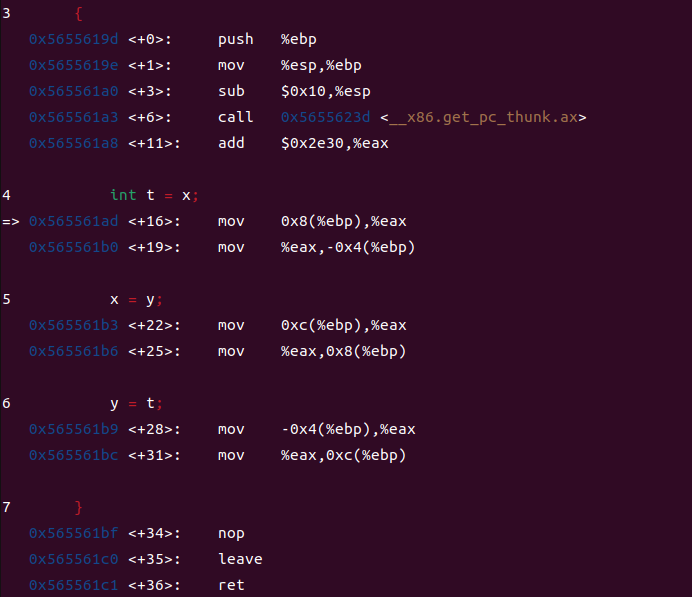 3 {
0x5655619d <+0>: push %ebp
0x5655619e <+1>: mov %esp,%ebp
0x565561a0 <+3>: sub $0x10,%esp
0x565561a3 <+6>: call 0x5655623d <__x86.get_pc_thunk.ax>
0x565561a8 <+11>: add $0x2e30,%eax
4 int t = x;
=> 0x565561ad <+16>: mov 0x8(%ebp),%eax
0x565561b0 <+19>: mov %eax,-0x4(%ebp)
5 x = y;
0x565561b3 <+22>: mov 0xc(%ebp),%eax
0x565561b6 <+25>: mov %eax,0x8(%ebp)
6 y = t;
0x565561b9 <+28>: mov -0x4(%ebp),%eax
0x565561bc <+31>: mov %eax,0xc(%ebp)
7 }
0x565561bf <+34>: nop
0x565561c0 <+35>: leave
0x565561c1 <+36>: ret